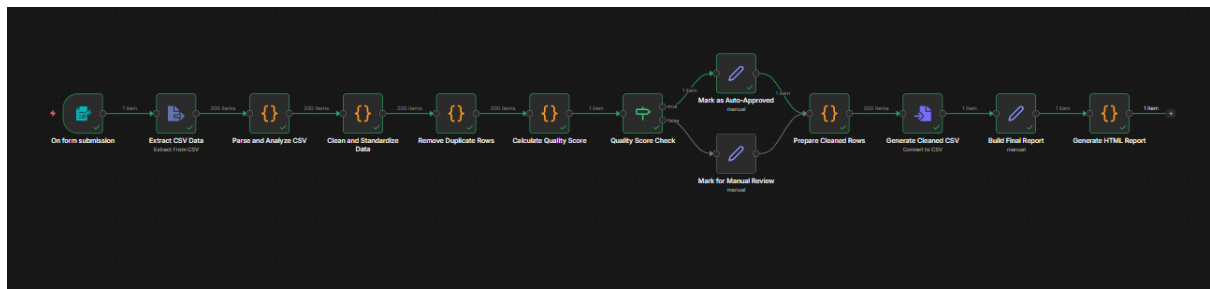 1 item
200 items
200 items
200 items
200 items
1 item
true
false
1 item
1 item
200 items
1 item
1 item
1 item
On form submission
Extract CSV Data
Extract From CSV
Parse and Analyze CSV
Clean and Standardize
Data
Remove Duplicate Rows
Calculate Quality Score
Quality Score Check
Mark as Auto-Approved
manual
Mark for Manual Review
manual
Prepare Cleaned Rows
Generate Cleaned CSV
Convert to CSV
Build Final Report
manual
Generate HTML Report